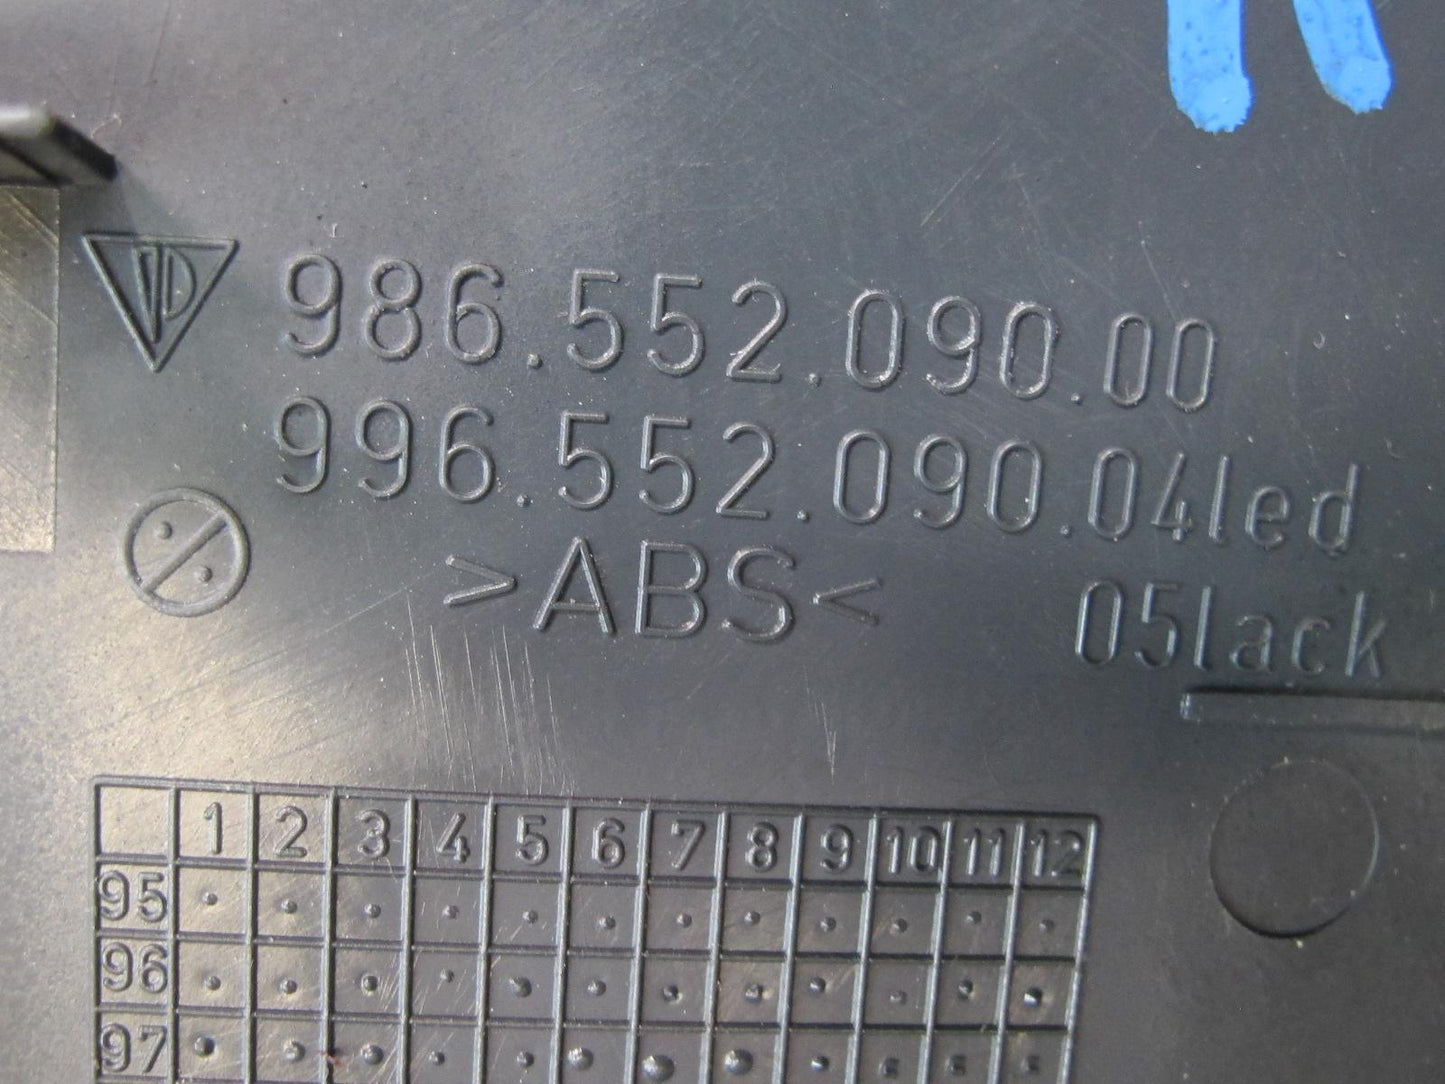 986.552.090.00
996.552.090.04led
>ABS< 05lack
1 2 3 4 5 6 7 8 9 10 11 12
95
96
97